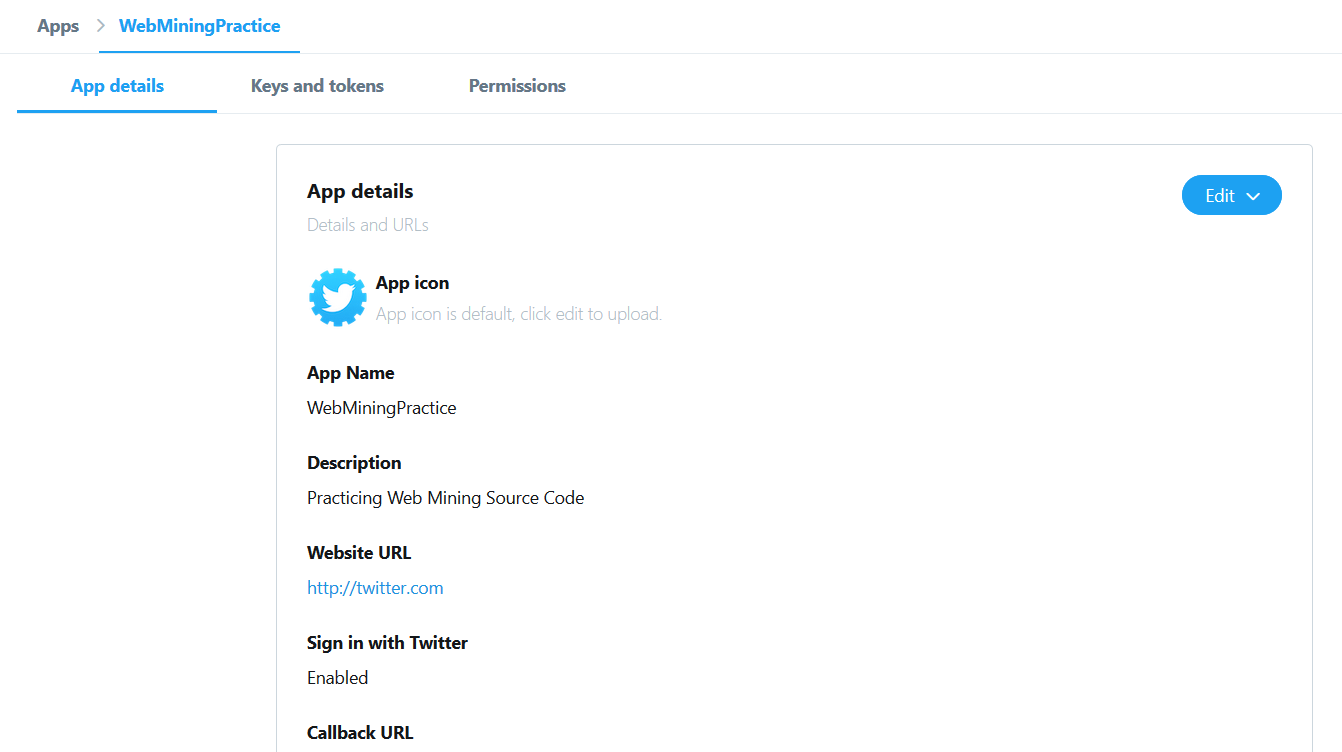 Apps > WebMiningPractice
App details Keys and tokens Permissions
App details
Edit
Details and URLs
App icon
App icon is default, click edit to upload.
App Name
WebMiningPractice
Description
Practicing Web Mining Source Code
Website URL
http://twitter.com
Sign in with Twitter
Enabled
Callback URL